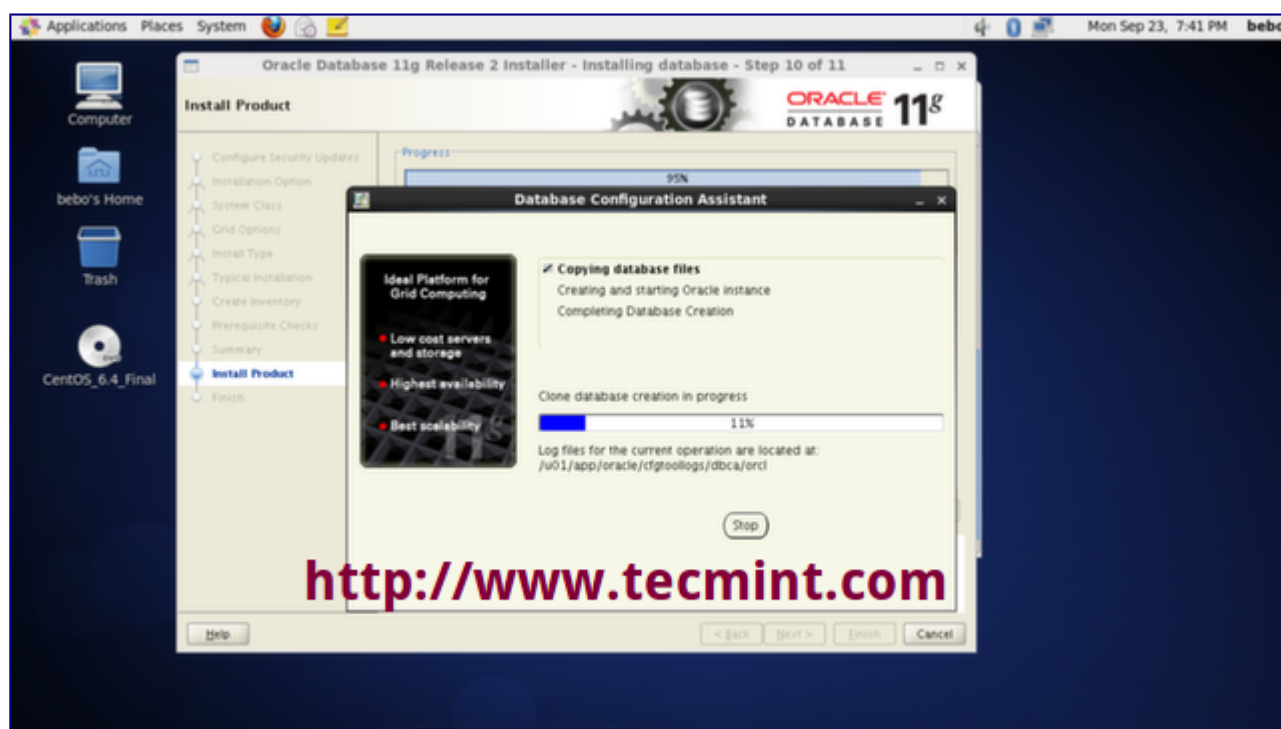 Applications Places System
Mon Sep 23, 7:41 PM bebo
Computer
bebo's Home
Trash
CentOS_6.4_Final
Oracle Database 11g Release 2 Installer - Installing database - Step 10 of 11
Install Product
ORACLE
DATABASE 11g
Configure Security Updates
Installation Option
System Class
Grid Options
Install Type
Typical Installation
Create Inventory
Prerequisite Checks
Summary
Install Product
Finish
Progress
95%
Database Configuration Assistant
Ideal Platform for
Grid Computing
Low cost servers
and storage
Highest availability
Best scalability
Copying database files
Creating and starting Oracle instance
Completing Database Creation
Clone database creation in progress
11%
Log files for the current operation are located at:
/u01/app/oracle/cfgtoollogs/dbca/orcl
Stop
http://www.tecmint.com
Help
< Back Next > Finish Cancel